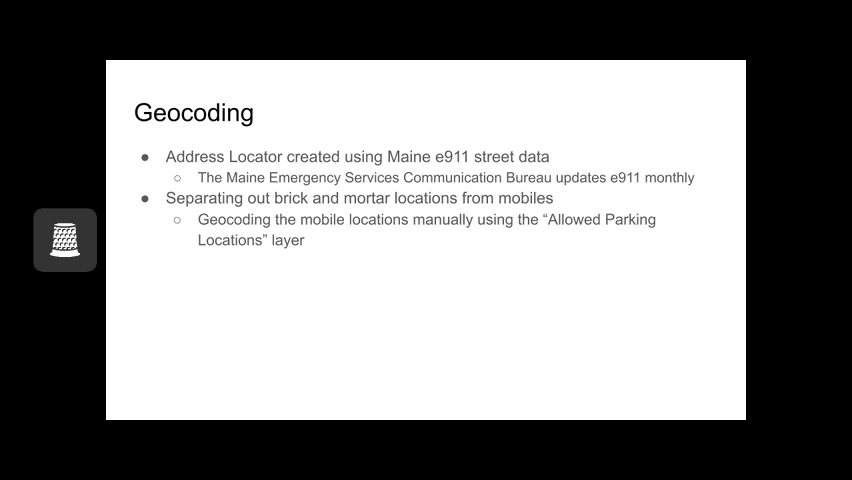 Geocoding
● Address Locator created using Maine e911 street data
○ The Maine Emergency Services Communication Bureau updates e911 monthly
● Separating out brick and mortar locations from mobiles
○ Geocoding the mobile locations manually using the “Allowed Parking
Locations” layer